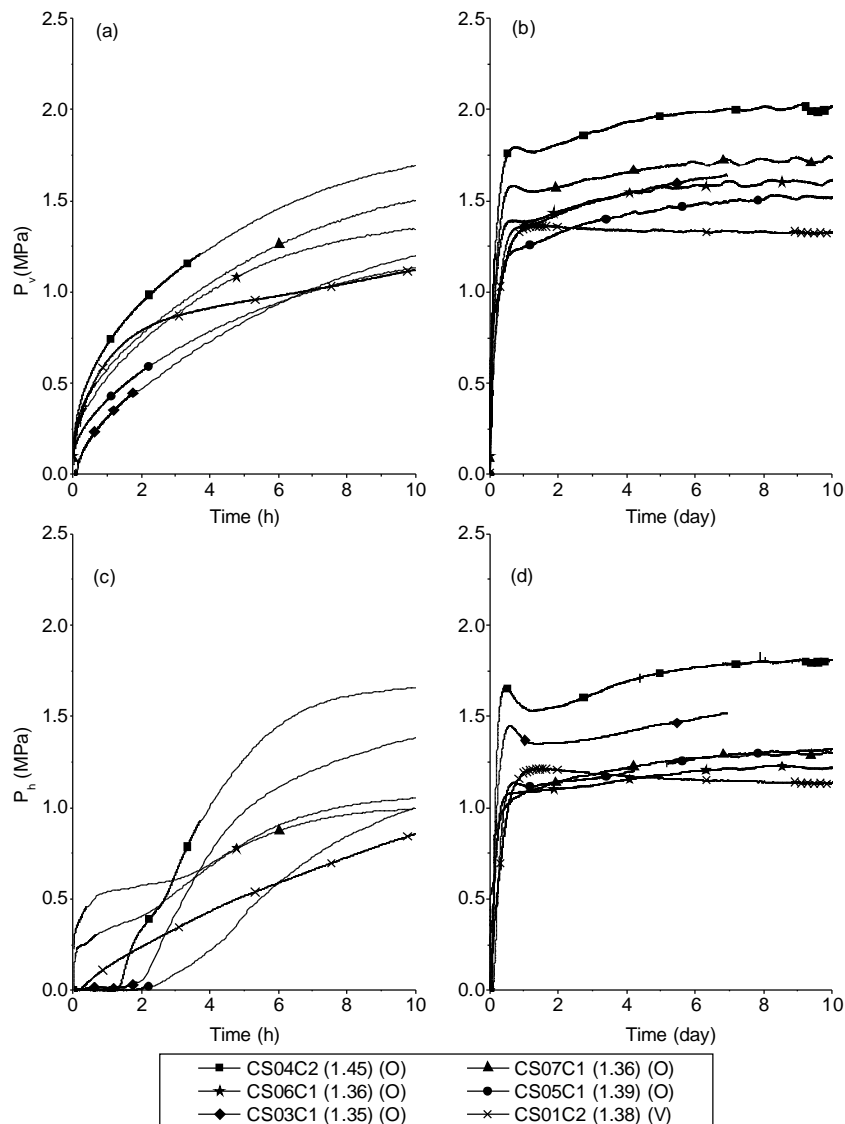 (a)
P_v (MPa)
2.5
2.0
1.5
1.0
0.5
0.0
0 2 4 6 8 10
Time (h)
(b)
2.5
2.0
1.5
1.0
0.5
0.0
0 2 4 6 8 10
Time (day)
(c)
P_h (MPa)
2.5
2.0
1.5
1.0
0.5
0.0
0 2 4 6 8 10
Time (h)
(d)
2.5
2.0
1.5
1.0
0.5
0.0
0 2 4 6 8 10
Time (day)
CS04C2 (1.45) (O)
CS06C1 (1.36) (O)
CS03C1 (1.35) (O)
CS07C1 (1.36) (O)
CS05C1 (1.39) (O)
CS01C2 (1.38) (V)